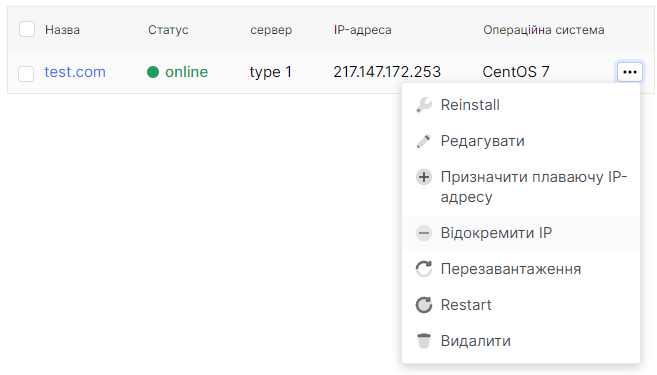 Назва Статус сервер IP-адреса Операційна система
test.com online type 1 217.147.172.253 CentOS 7
Reinstall
Редагувати
Призначити плаваючу IP-
адресу
Відокремити IP
Перезавантаження
Restart
Видалити